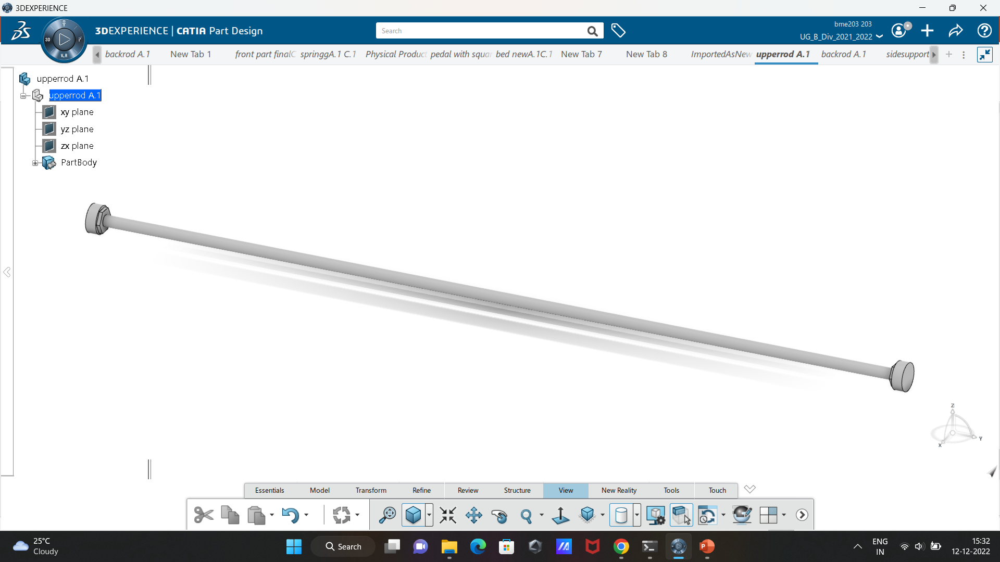 3DEXPERIENCE
3DEXPERIENCE | CATIA Part Design
3D
V.R
Search
bme203 203
UG_B_Div_2021_2022
backrod A.1
New Tab 1
front part finalC
springgA.1 C.1
Physical Produc
pedal with squar
bed newA.1C.1
New Tab 7
New Tab 8
ImportedAsNew
upperrod A.1
backrod A.1
sidesupport
upperrod A.1
upperrod A.1
xy plane
yz plane
zx plane
PartBody
Z
Y
X
Essentials
Model
Transform
Refine
Review
Structure
View
New Reality
Tools
Touch
25°C
Cloudy
Search
ENG
IN
15:32
12-12-2022